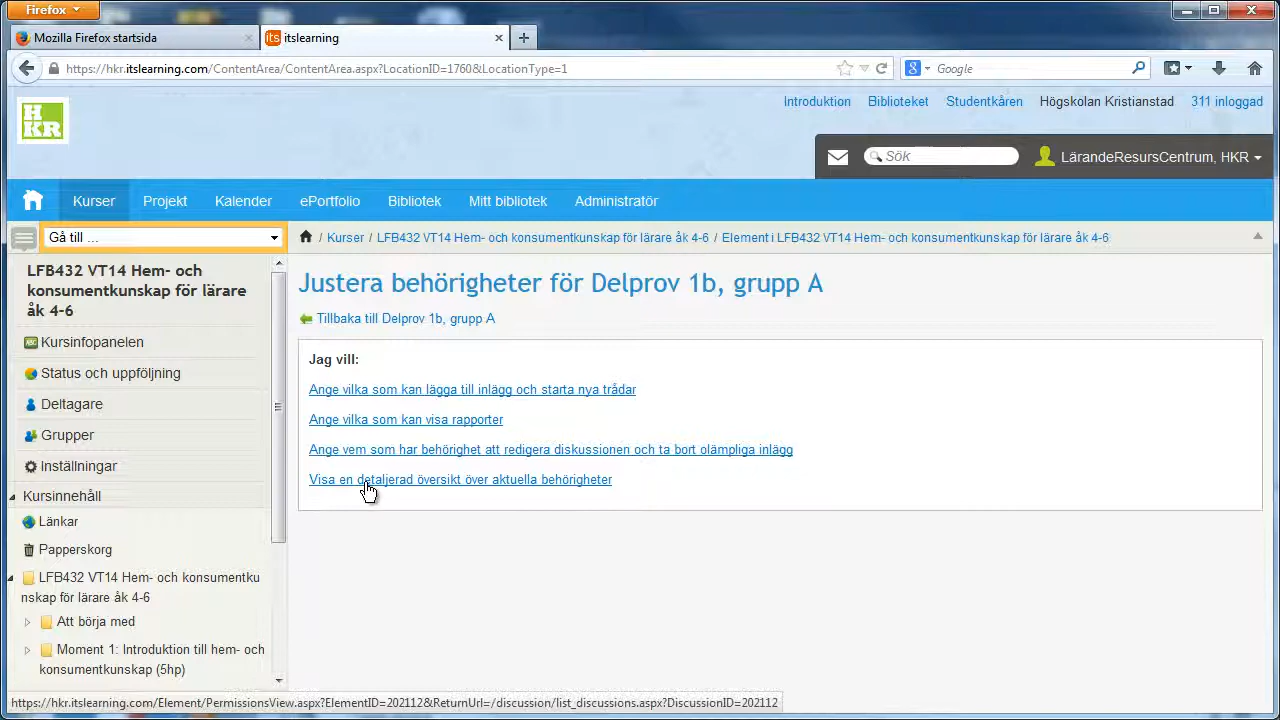 Firefox
Mozilla Firefox startsida
its itslearning
https://hkr.itslearning.com/ContentArea/ContentArea.aspx?LocationID=1760&LocationType=1
Google
HKR
Introduktion Biblioteket Studentkåren Högskolan Kristianstad 311 inloggad
Sök
LärandeResursCentrum, HKR
Kurser Projekt Kalender ePortfolio Bibliotek Mitt bibliotek Administratör
Gå till ...
/ Kurser / LFB432 VT14 Hem- och konsumentkunskap för lärare åk 4-6 / Element i LFB432 VT14 Hem- och konsumentkunskap för lärare åk 4-6
LFB432 VT14 Hem- och
konsumentkunskap för lärare
åk 4-6
Kursinfopanelen
Status och uppföljning
Deltagare
Grupper
Inställningar
Kursinnehåll
Länkar
Papperskorg
LFB432 VT14 Hem- och konsumentku
nskap för lärare åk 4-6
Att börja med
Moment 1: Introduktion till hem- och
konsumentkunskap (5hp)
Justera behörigheter för Delprov 1b, grupp A
Tillbaka till Delprov 1b, grupp A
Jag vill:
Ange vilka som kan lägga till inlägg och starta nya trådar
Ange vilka som kan visa rapporter
Ange vem som har behörighet att redigera diskussionen och ta bort olämpliga inlägg
Visa en detaljerad översikt över aktuella behörigheter
https://hkr.itslearning.com/Element/PermissionsView.aspx?ElementID=202112&ReturnUrl=/discussion/list_discussions.aspx?DiscussionID=202112